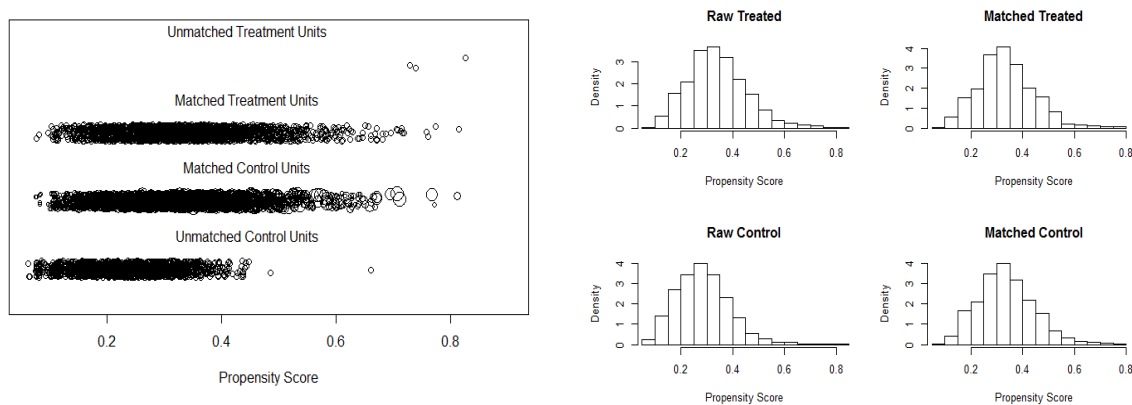 Unmatched Treatment Units
Matched Treatment Units
Matched Control Units
Unmatched Control Units
0.2 0.4 0.6 0.8
Propensity Score
Raw Treated
Density
0 1 2 3
0.2 0.4 0.6 0.8
Propensity Score
Matched Treated
Density
0 1 2 3 4
0.2 0.4 0.6 0.8
Propensity Score
Raw Control
Density
0 1 2 3 4
0.2 0.4 0.6 0.8
Propensity Score
Matched Control
Density
0 1 2 3 4
0.2 0.4 0.6 0.8
Propensity Score